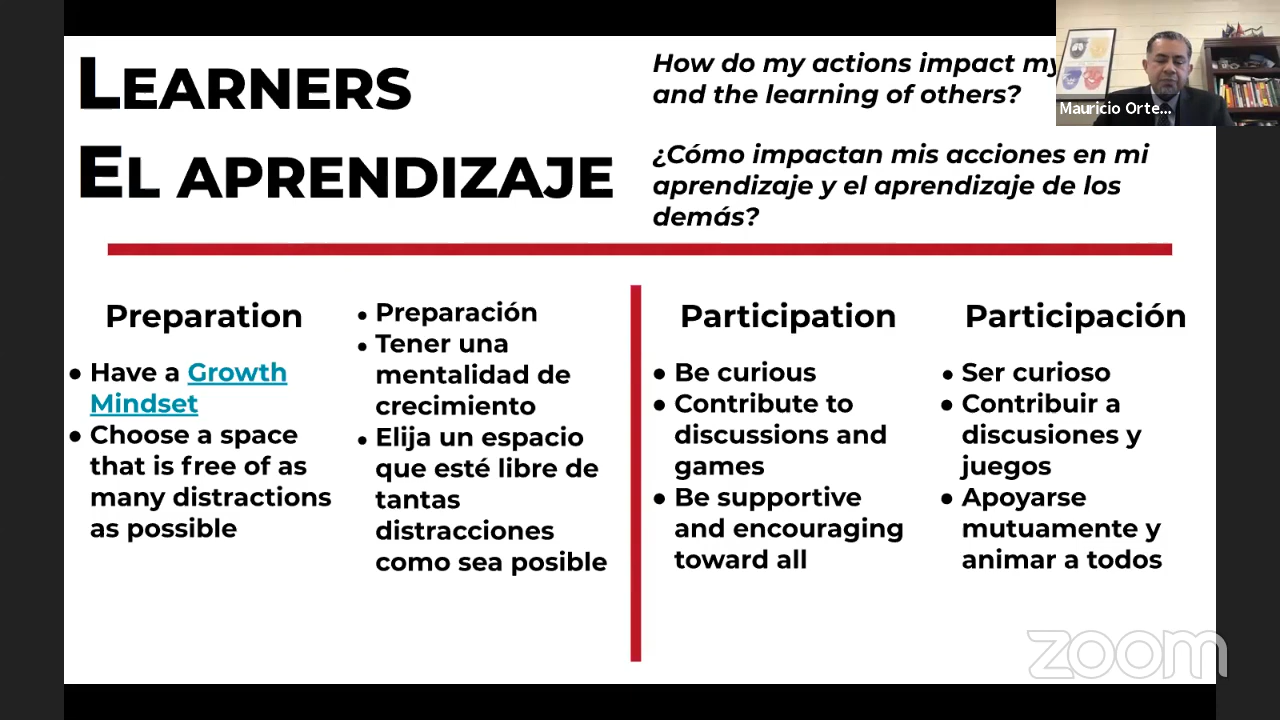 LEARNERS
EL APRENDIZAJE
How do my actions impact my
and the learning of others?
¿Cómo impactan mis acciones en mi
aprendizaje y el aprendizaje de los
demás?
Mauricio Orte...
Preparation
● Have a Growth
Mindset
● Choose a space
that is free of as
many distractions
as possible
● Preparación
● Tener una
mentalidad de
crecimiento
● Elija un espacio
que esté libre de
tantas
distracciones
como sea posible
Participation
● Be curious
● Contribute to
discussions and
games
● Be supportive
and encouraging
toward all
Participación
● Ser curioso
● Contribuir a
discusiones y
juegos
● Apoyarse
mutuamente y
animar a todos
zoom